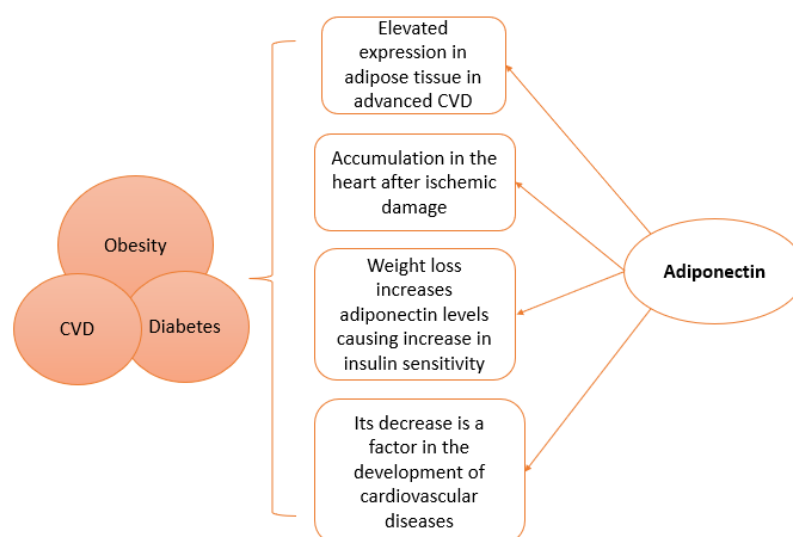 Elevated
expression in
adipose tissue in
advanced CVD
Accumulation in the
heart after ischemic
damage
Obesity
CVD
Diabetes
Weight loss
increases
adiponectin levels
causing increase in
insulin sensitivity
Adiponectin
Its decrease is a
factor in the
development of
cardiovascular
diseases